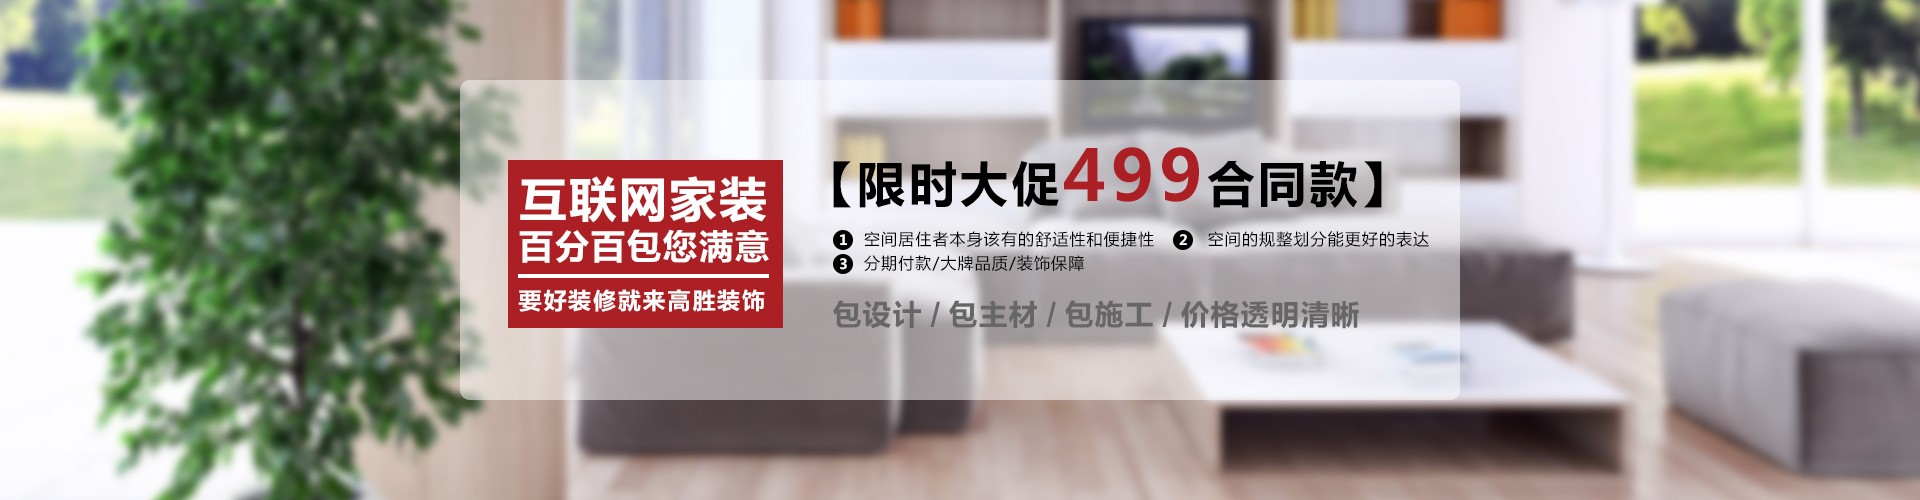 互联网家装
百分百包您满意
要好装修就来高胜装饰
【限时大促499合同款】
1 空间居住者本身该有的舒适性和便捷性 2 空间的规整划分能更好的表达
3 分期付款/大牌品质/装饰保障
包设计 / 包主材 / 包施工 / 价格透明清晰